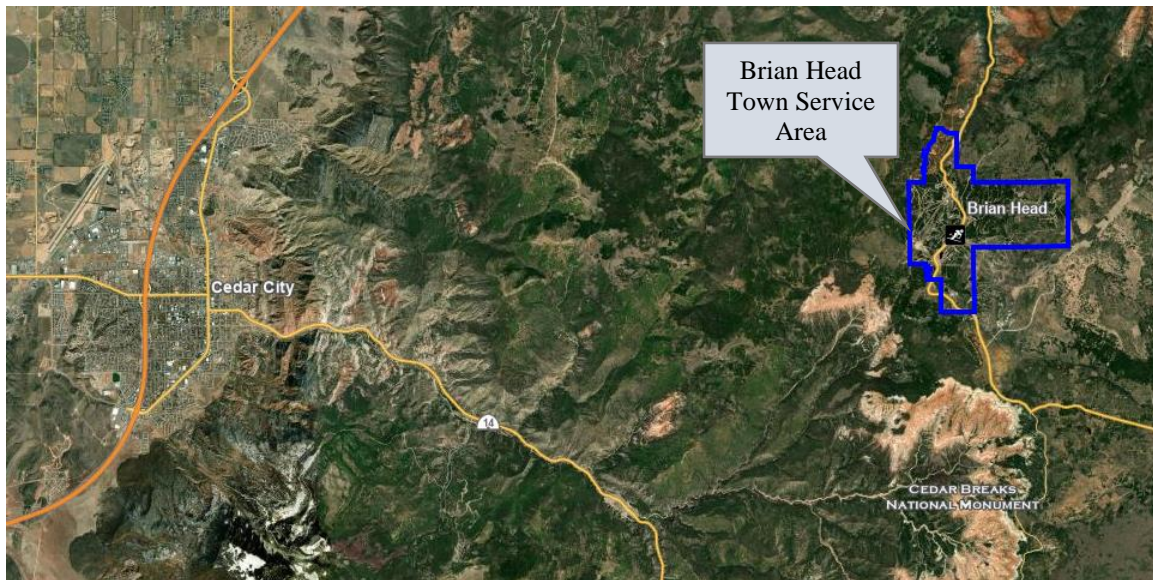 Brian Head
Town Service
Area
Brian Head
Cedar City
14
CEDAR BREAKS
NATIONAL MONUMENT